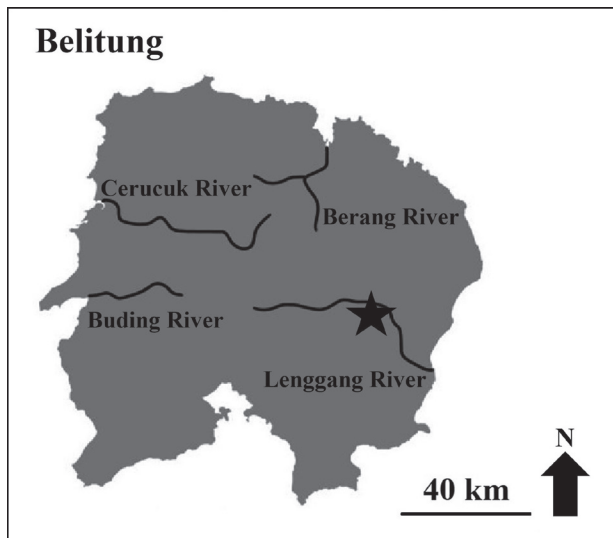 Belitung
Cerucuk River
Berang River
Buding River
Lenggang River
N
40 km